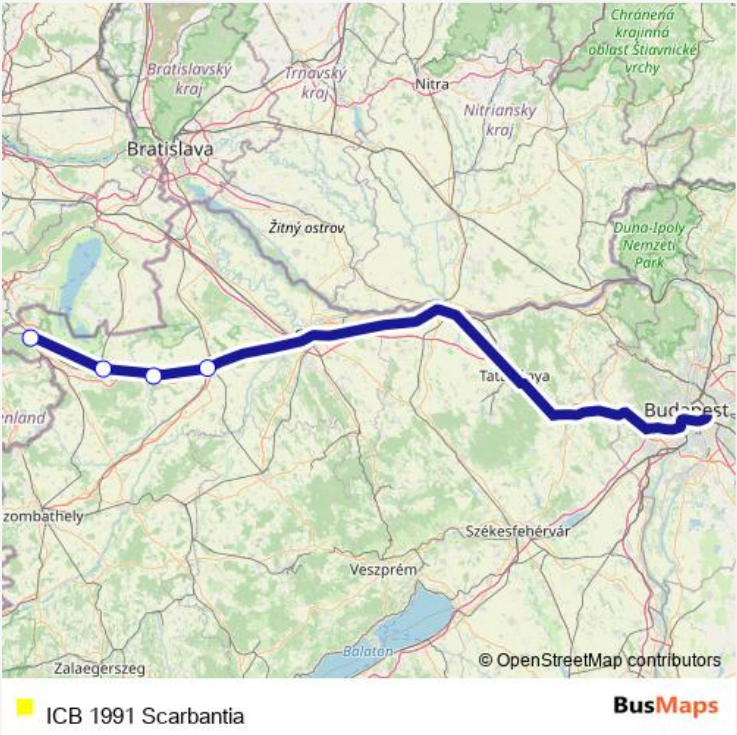 Chránená
krajinná
oblasť Štiavnické
vrchy
Bratislavský
kraj
Trnavský
kraj
Nitra
Nitriansky
kraj
Bratislava
Žitný ostrov
Duna-Ipoly
Nemzeti
Park
Budapest
enland
zombathely
Székesfehérvár
Veszprém
Balaton
Zalaegerszeg
© OpenStreetMap contributors
ICB 1991 Scarbantia
BusMaps